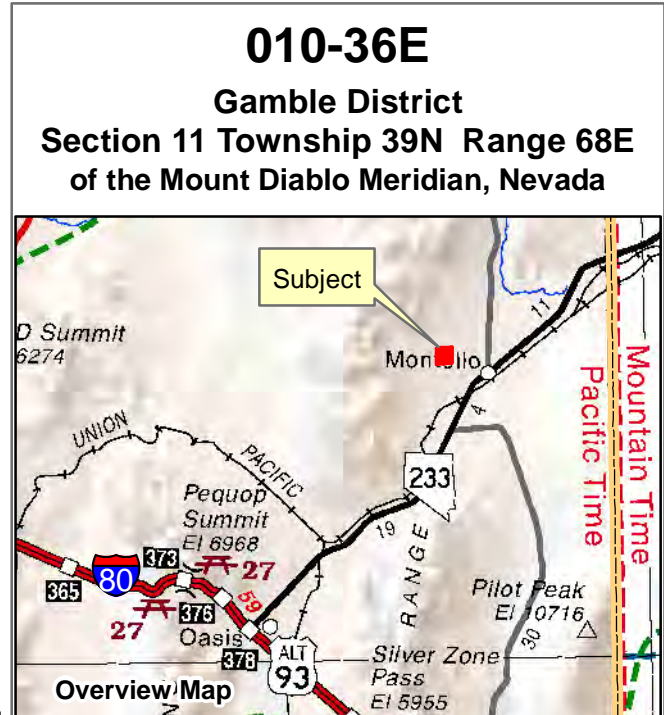 010-36E
Gamble District
Section 11 Township 39N Range 68E
of the Mount Diablo Meridian, Nevada
Subject
11
D Summit
6274
Montello
4
Mountain Time
Pacific Time
UNION
PACIFIC
233
19
Pequop
Summit
El 6968
RANGE
373
27
80
365
59
376
27
Pilot Peak
El 10716
30
Oasis
378
ALT
93
Silver Zone
Pass
El 5955
Overview Map